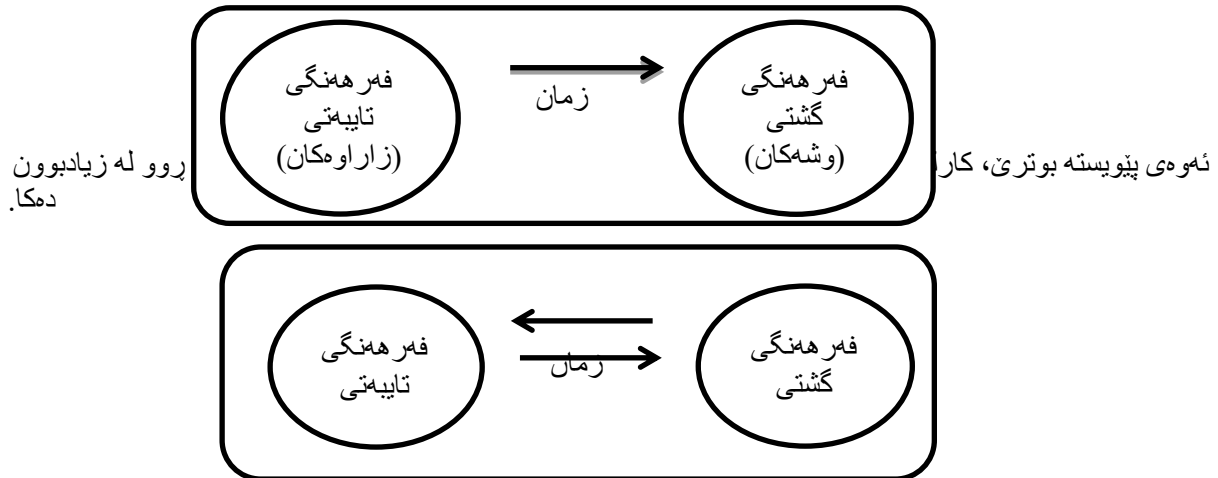 فەرهەنگی
گشتی
(وشەکان)
زمان
فەرهەنگی
تایبەتی
(زاراوەکان)
ئەوەی پێویستە بوترێ، ڕوو لە زیادبوون
دەکا.
فەرهەنگی
گشتی
زمان
فەرهەنگی
تایبەتی